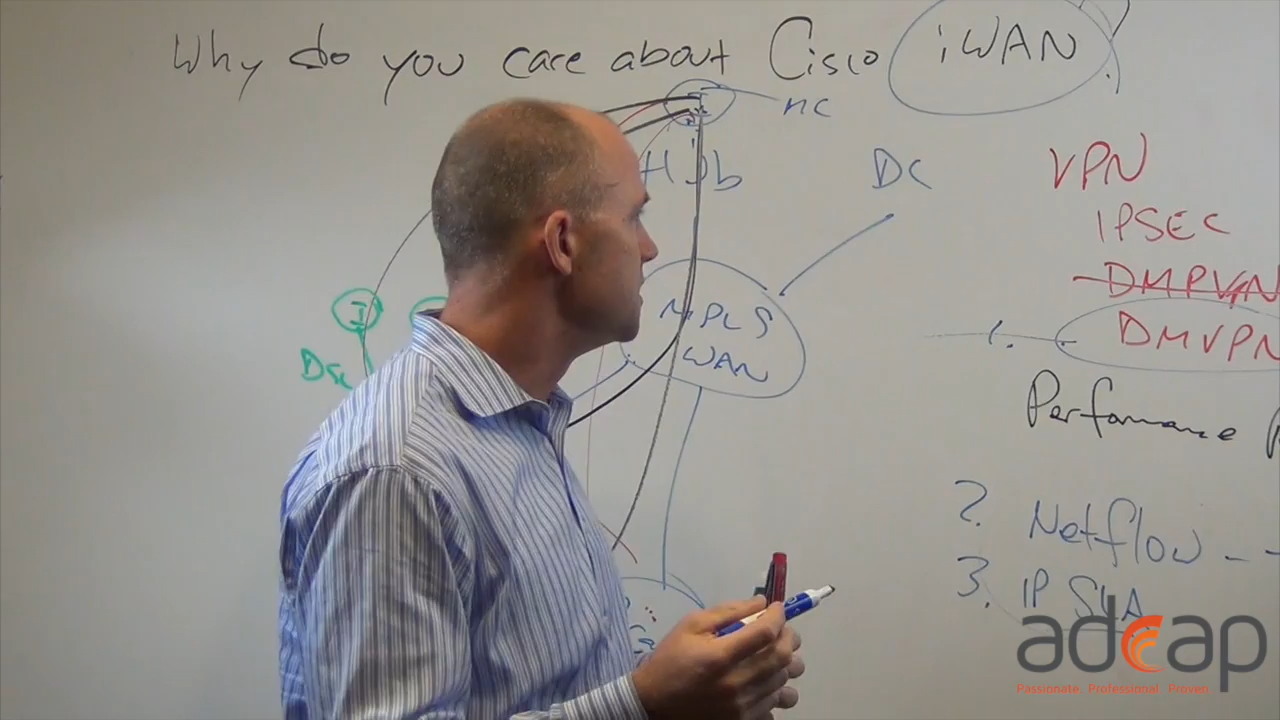 Why do you care about Cisco iWAN ?
MC
Hub
DC
VPN
IPSEC
DMPVN
1. DMVPN
MPLS
WAN
I
DSL
Performance
2. Netflow --
3. IP SLA
adcap
Passionate. Professional. Proven.